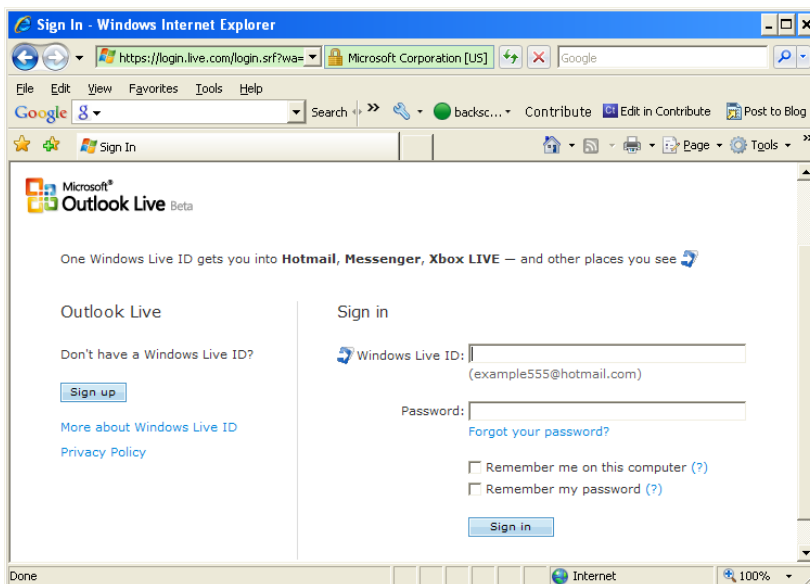 Sign In - Windows Internet Explorer
https://login.live.com/login.srf?wa= Microsoft Corporation [US] Google
File Edit View Favorites Tools Help
Google Search » backsc... Contribute Edit in Contribute Post to Blog
Sign In Page Tools »
Microsoft®
Outlook Live Beta
One Windows Live ID gets you into Hotmail, Messenger, Xbox LIVE — and other places you see
Outlook Live Sign in
Don't have a Windows Live ID? Windows Live ID:
(example555@hotmail.com)
Sign up
Password:
More about Windows Live ID Forgot your password?
Privacy Policy
Remember me on this computer (?)
Remember my password (?)
Sign in
Done Internet 100%